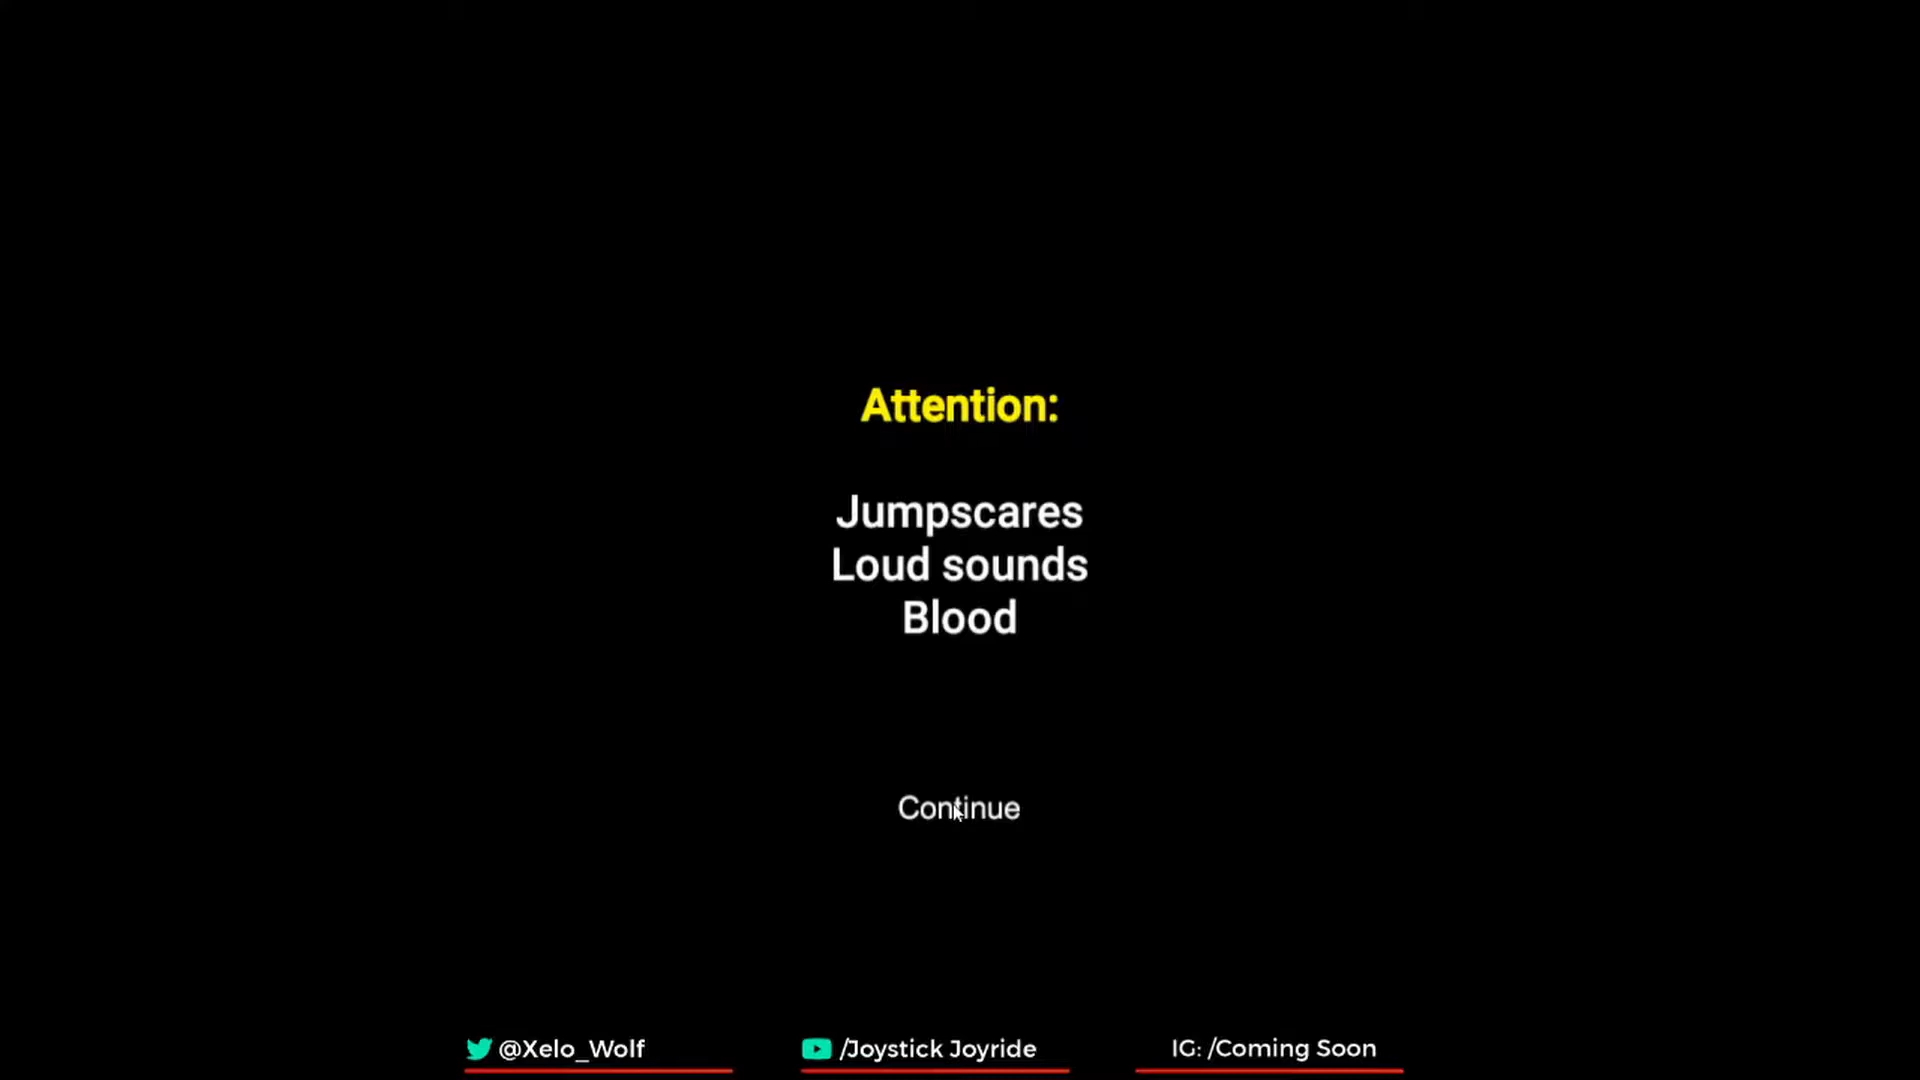 Attention:
Jumpscares
Loud sounds
Blood
Continue
@Xelo_Wolf
/Joystick Joyride
IG: /Coming Soon